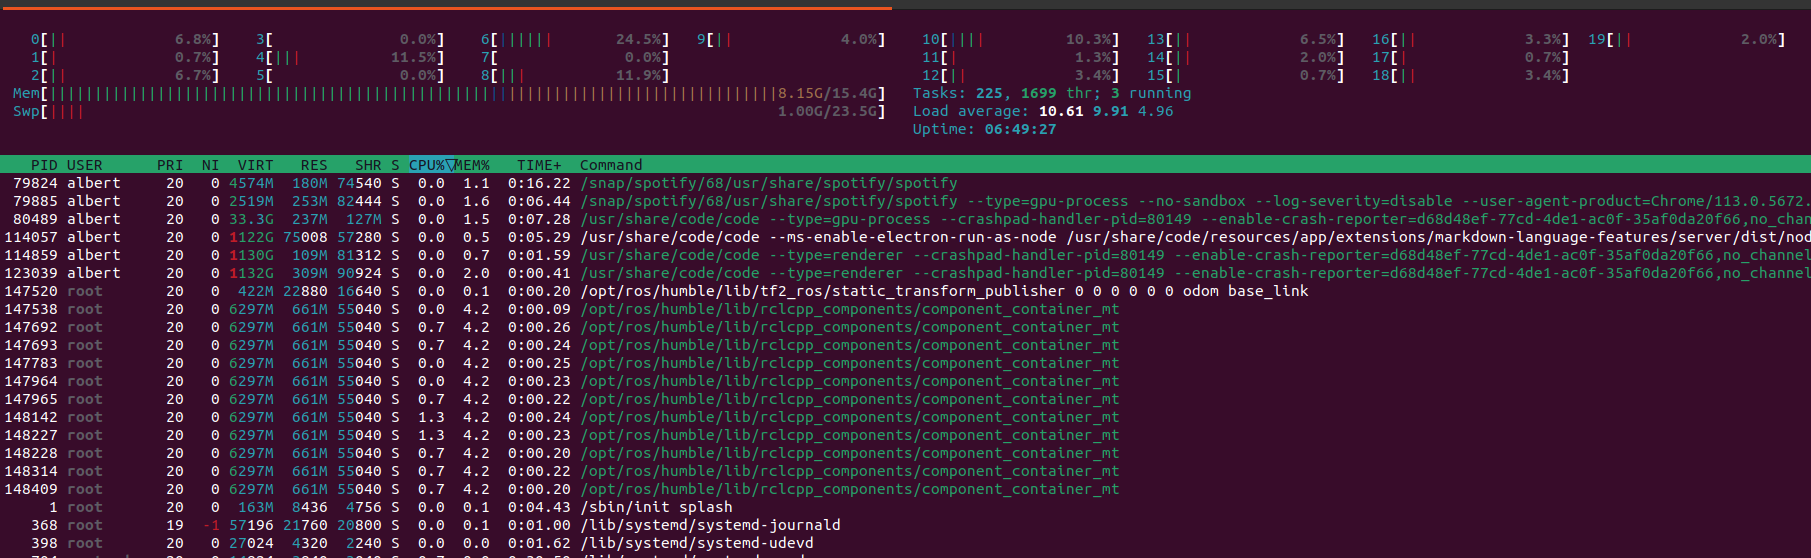 0[|| 6.8%] 3[ 0.0%] 6[|||||| 24.5%] 9[|| 4.0%] 10[|||| 10.3%] 13[|| 6.5%] 16[|| 3.3%] 19[|| 2.0%]
1[| 0.7%] 4[||| 11.5%] 7[ 0.0%] 11[| 1.3%] 14[|| 2.0%] 17[| 0.7%]
2[|| 6.7%] 5[ 0.0%] 8[||| 11.9%] 12[|| 3.4%] 15[| 0.7%] 18[|| 3.4%]
Mem[8.15G/15.4G] Tasks: 225, 1699 thr; 3 running
Swp[|||| 1.00G/23.5G] Load average: 10.61 9.91 4.96
Uptime: 06:49:27
PID USER PRI NI VIRT RES SHR S CPU%▽MEM% TIME+ Command
79824 albert 20 0 4574M 180M 74540 S 0.0 1.1 0:16.22 /snap/spotify/68/usr/share/spotify/spotify
79885 albert 20 0 2519M 253M 82444 S 0.0 1.6 0:06.44 /snap/spotify/68/usr/share/spotify/spotify --type=gpu-process --no-sandbox --log-severity=disable --user-agent-product=Chrome/113.0.5672.
80489 albert 20 0 33.3G 237M 127M S 0.0 1.5 0:07.28 /usr/share/code/code --type=gpu-process --crashpad-handler-pid=80149 --enable-crash-reporter=d68d48ef-77cd-4de1-ac0f-35af0da20f66,no_chann
114057 albert 20 0 1122G 75008 57280 S 0.0 0.5 0:05.29 /usr/share/code/code --ms-enable-electron-run-as-node /usr/share/code/resources/app/extensions/markdown-language-features/server/dist/nod
114859 albert 20 0 1130G 109M 81312 S 0.0 0.7 0:01.59 /usr/share/code/code --type=renderer --crashpad-handler-pid=80149 --enable-crash-reporter=d68d48ef-77cd-4de1-ac0f-35af0da20f66,no_channel
123039 albert 20 0 1132G 309M 90924 S 0.0 2.0 0:00.41 /usr/share/code/code --type=renderer --crashpad-handler-pid=80149 --enable-crash-reporter=d68d48ef-77cd-4de1-ac0f-35af0da20f66,no_channel
147520 root 20 0 422M 22880 16640 S 0.0 0.1 0:00.20 /opt/ros/humble/lib/tf2_ros/static_transform_publisher 0 0 0 0 0 0 odom base_link
147538 root 20 0 6297M 661M 55040 S 0.0 4.2 0:00.09 /opt/ros/humble/lib/rclcpp_components/component_container_mt
147692 root 20 0 6297M 661M 55040 S 0.7 4.2 0:00.26 /opt/ros/humble/lib/rclcpp_components/component_container_mt
147693 root 20 0 6297M 661M 55040 S 0.7 4.2 0:00.24 /opt/ros/humble/lib/rclcpp_components/component_container_mt
147783 root 20 0 6297M 661M 55040 S 0.0 4.2 0:00.25 /opt/ros/humble/lib/rclcpp_components/component_container_mt
147964 root 20 0 6297M 661M 55040 S 0.0 4.2 0:00.23 /opt/ros/humble/lib/rclcpp_components/component_container_mt
147965 root 20 0 6297M 661M 55040 S 0.7 4.2 0:00.22 /opt/ros/humble/lib/rclcpp_components/component_container_mt
148142 root 20 0 6297M 661M 55040 S 1.3 4.2 0:00.24 /opt/ros/humble/lib/rclcpp_components/component_container_mt
148227 root 20 0 6297M 661M 55040 S 1.3 4.2 0:00.23 /opt/ros/humble/lib/rclcpp_components/component_container_mt
148228 root 20 0 6297M 661M 55040 S 0.7 4.2 0:00.20 /opt/ros/humble/lib/rclcpp_components/component_container_mt
148314 root 20 0 6297M 661M 55040 S 0.7 4.2 0:00.22 /opt/ros/humble/lib/rclcpp_components/component_container_mt
148409 root 20 0 6297M 661M 55040 S 0.7 4.2 0:00.20 /opt/ros/humble/lib/rclcpp_components/component_container_mt
1 root 20 0 163M 8436 4756 S 0.0 0.1 0:04.43 /sbin/init splash
368 root 19 -1 57196 21760 20800 S 0.0 0.1 0:01.00 /lib/systemd/systemd-journald
398 root 20 0 27024 4320 2240 S 0.0 0.0 0:01.62 /lib/systemd/systemd-udevd